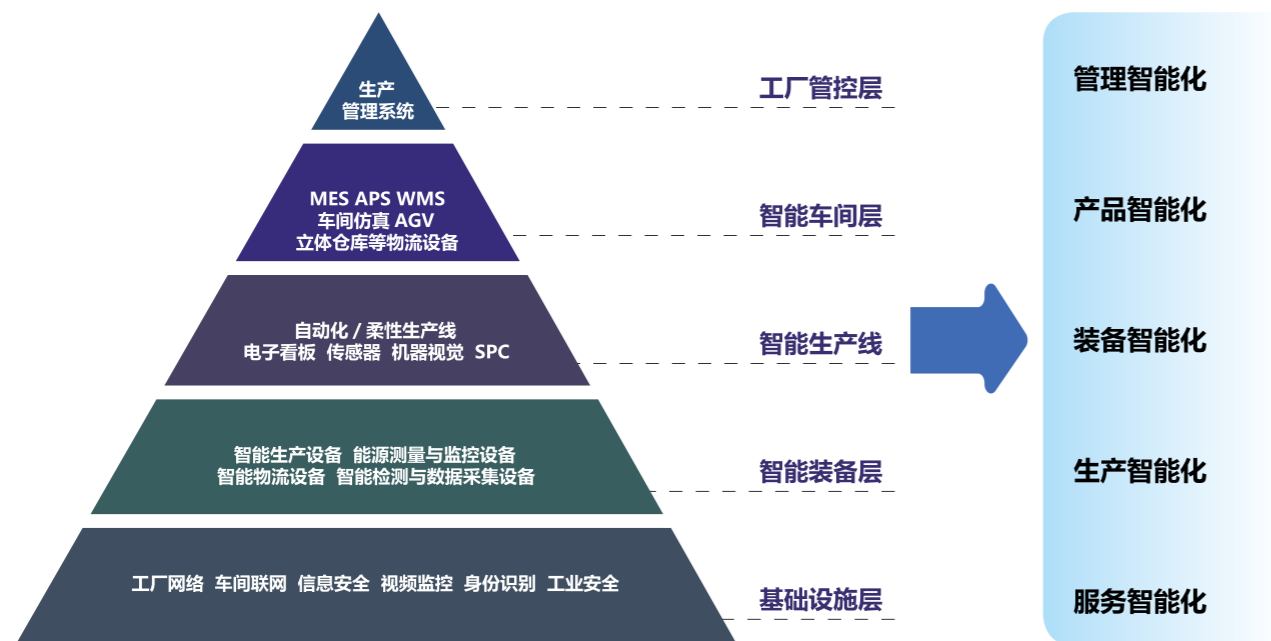 生产
管理系统
工厂管控层
管理智能化
MES APS WMS
车间仿真 AGV
立体仓库等物流设备
智能车间层
产品智能化
自动化 / 柔性生产线
电子看板 传感器 机器视觉 SPC
智能生产线
装备智能化
智能生产设备 能源测量与监控设备
智能物流设备 智能检测与数据采集设备
智能装备层
生产智能化
工厂网络 车间联网 信息安全 视频监控 身份识别 工业安全
基础设施层
服务智能化